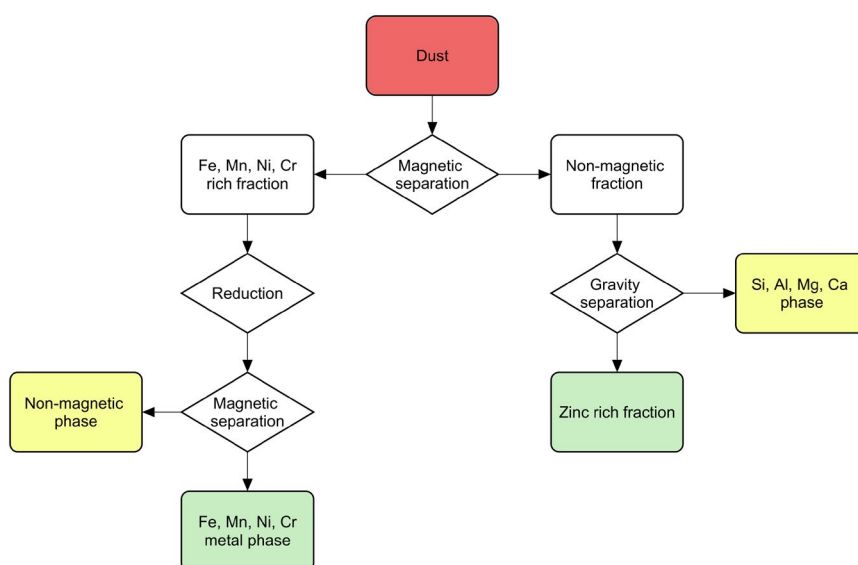 Dust
Fe, Mn, Ni, Cr
rich fraction
Magnetic
separation
Non-magnetic
fraction
Reduction
Gravity
separation
Si, Al, Mg, Ca
phase
Non-magnetic
phase
Magnetic
separation
Zinc rich fraction
Fe, Mn, Ni, Cr
metal phase